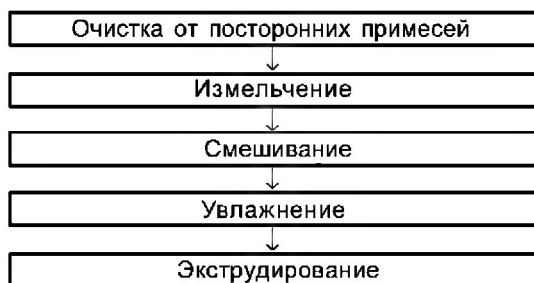 Очистка от посторонних примесей
Измельчение
Смешивание
Увлажнение
Экструдирование